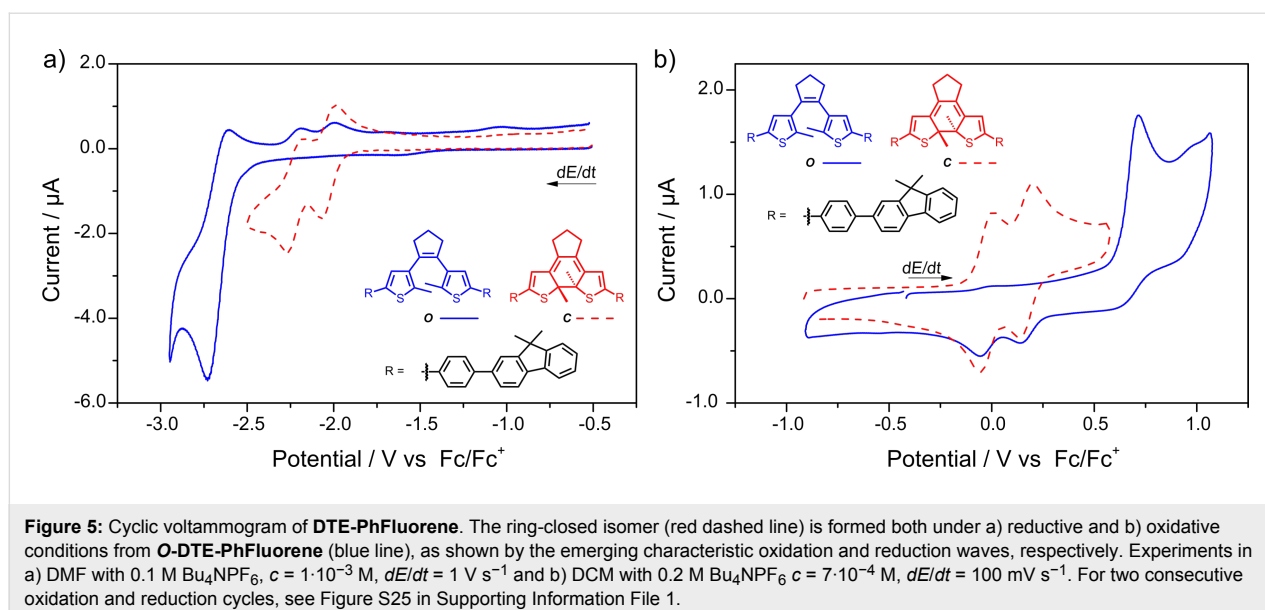 a)
2.0
0.0
-2.0
-4.0
-6.0
Current / µA
dE/dt
R
S
S
R
R
S
S
R
O
C
R =
-3.0 -2.5 -2.0 -1.5 -1.0 -0.5
Potential / V vs Fc/Fc⁺
b)
2.0
1.0
0.0
-1.0
Current / µA
R
S
S
R
R
S
S
R
O
C
R =
dE/dt
-1.0 -0.5 0.0 0.5 1.0
Potential / V vs Fc/Fc⁺
Figure 5: Cyclic voltammogram of DTE-PhFluorene. The ring-closed isomer (red dashed line) is formed both under a) reductive and b) oxidative
conditions from O-DTE-PhFluorene (blue line), as shown by the emerging characteristic oxidation and reduction waves, respectively. Experiments in
a) DMF with 0.1 M Bu₄NPF₆, c = 1·10⁻³ M, dE/dt = 1 V s⁻¹ and b) DCM with 0.2 M Bu₄NPF₆ c = 7·10⁻⁴ M, dE/dt = 100 mV s⁻¹. For two consecutive
oxidation and reduction cycles, see Figure S25 in Supporting Information File 1.